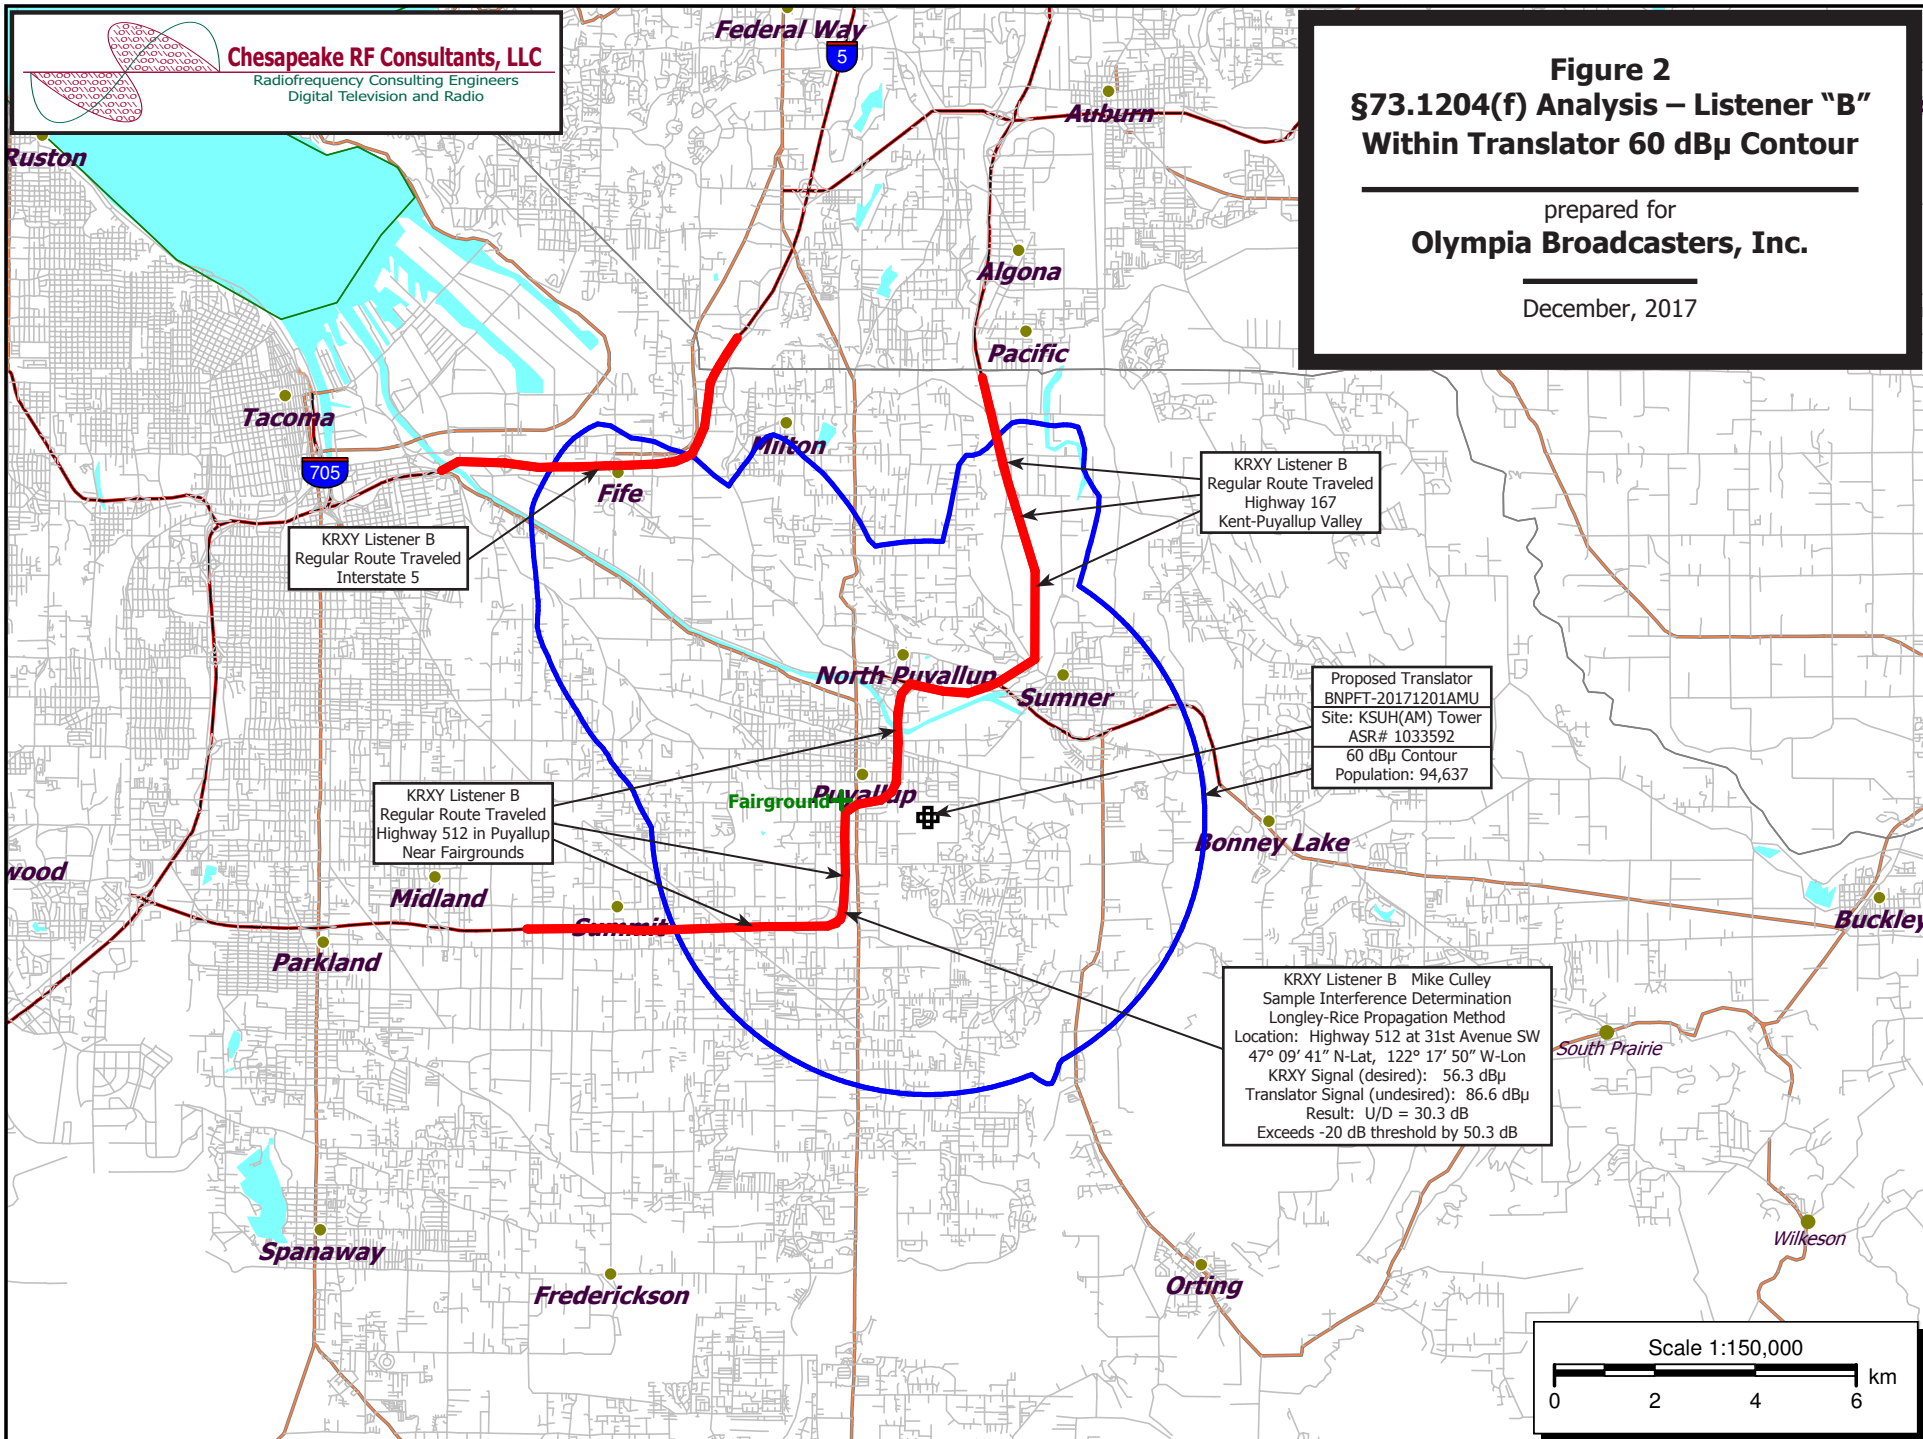 Chesapeake RF Consultants, LLC
Radiofrequency Consulting Engineers
Digital Television and Radio
Figure 2
§73.1204(f) Analysis – Listener “B”
Within Translator 60 dBµ Contour
prepared for
Olympia Broadcasters, Inc.
December, 2017
Federal Way
5
Auburn
Ruston
Algona
Pacific
Tacoma
705
Milton
Fife
KRXY Listener B
Regular Route Traveled
Highway 167
Kent-Puyallup Valley
KRXY Listener B
Regular Route Traveled
Interstate 5
North Puyallup
Sumner
Proposed Translator
BNPFT-20171201AMU
Site: KSUH(AM) Tower
ASR# 1033592
60 dBµ Contour
Population: 94,637
KRXY Listener B
Regular Route Traveled
Highway 512 in Puyallup
Near Fairgrounds
Fairground
Puyallup
Bonney Lake
wood
Midland
Summit
Buckley
Parkland
KRXY Listener B   Mike Culley
Sample Interference Determination
Longley-Rice Propagation Method
Location:  Highway 512 at 31st Avenue SW
47° 09’ 41” N-Lat,  122° 17’ 50” W-Lon
KRXY Signal (desired):   56.3 dBµ
Translator Signal (undesired):  86.6 dBµ
Result:  U/D = 30.3 dB
Exceeds -20 dB threshold by 50.3 dB
South Prairie
Wilkeson
Spanaway
Frederickson
Orting
Scale 1:150,000
km
0 2 4 6